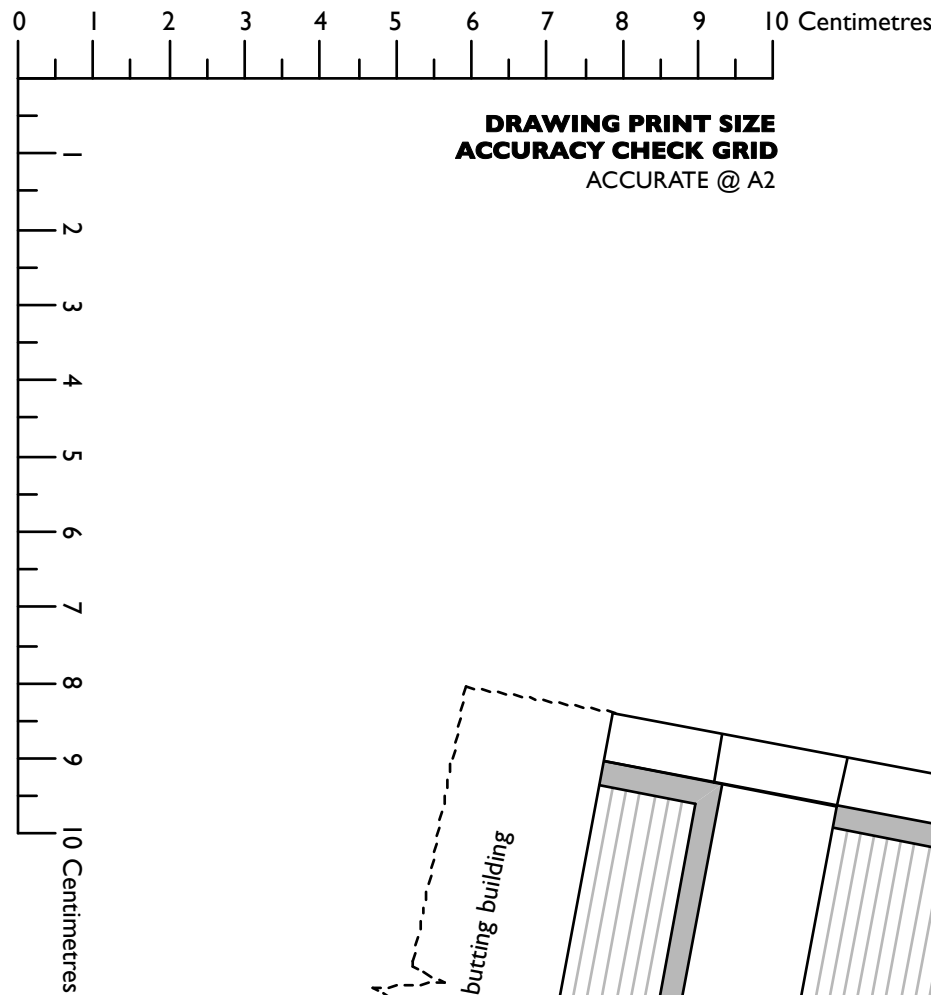 0 1 2 3 4 5 6 7 8 9 10 Centimetres
DRAWING PRINT SIZE
ACCURACY CHECK GRID
ACCURATE @ A2
1
2
3
4
5
6
7
8
9
10 Centimetres
butting building